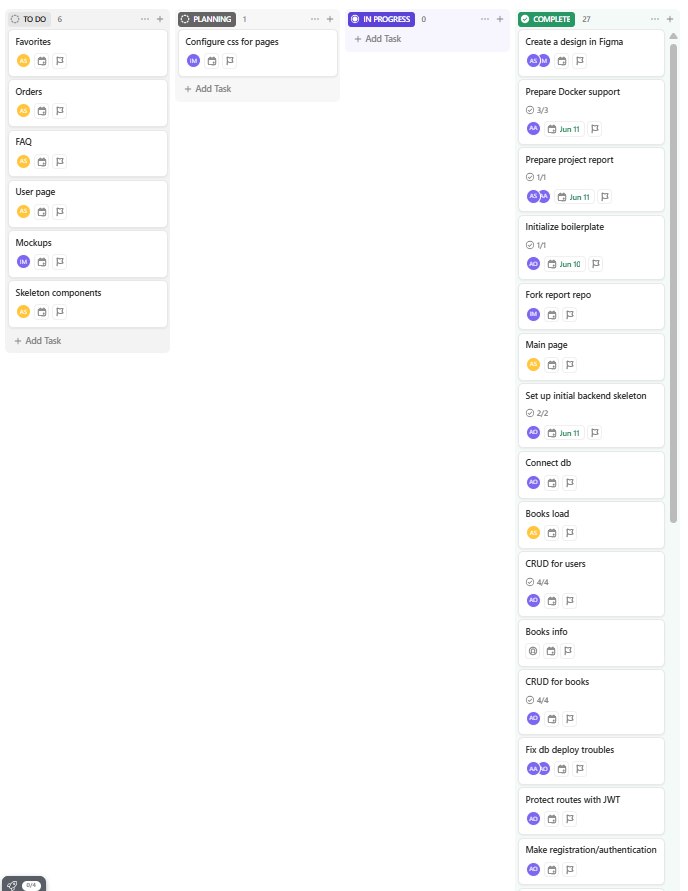 TO DO 6
Favorites
AS
Orders
AS
FAQ
AS
User page
AS
Mockups
IM
Skeleton components
AS
+ Add Task
PLANNING 1
Configure css for pages
IM
+ Add Task
IN PROGRESS 0
+ Add Task
COMPLETE 27
Create a design in Figma
AS IM
Prepare Docker support
3/3
AA Jun 11
Prepare project report
1/1
AS AA Jun 11
Initialize boilerplate
1/1
AO Jun 10
Fork report repo
IM
Main page
AS
Set up initial backend skeleton
2/2
AO Jun 11
Connect db
AO
Books load
AS
CRUD for users
4/4
AO
Books info
CRUD for books
4/4
AO
Fix db deploy troubles
AA AO
Protect routes with JWT
AO
Make registration/authentication
AO
0/4